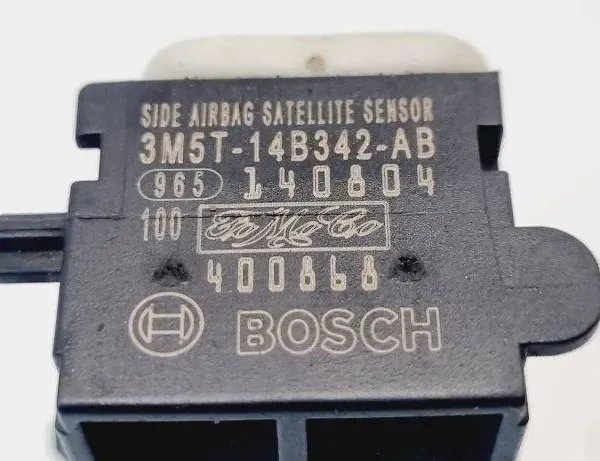 SIDE AIRBAG SATELLITE SENSOR
3M5T-14B342-AB
965 140804
100 FoMoCo
400868
BOSCH